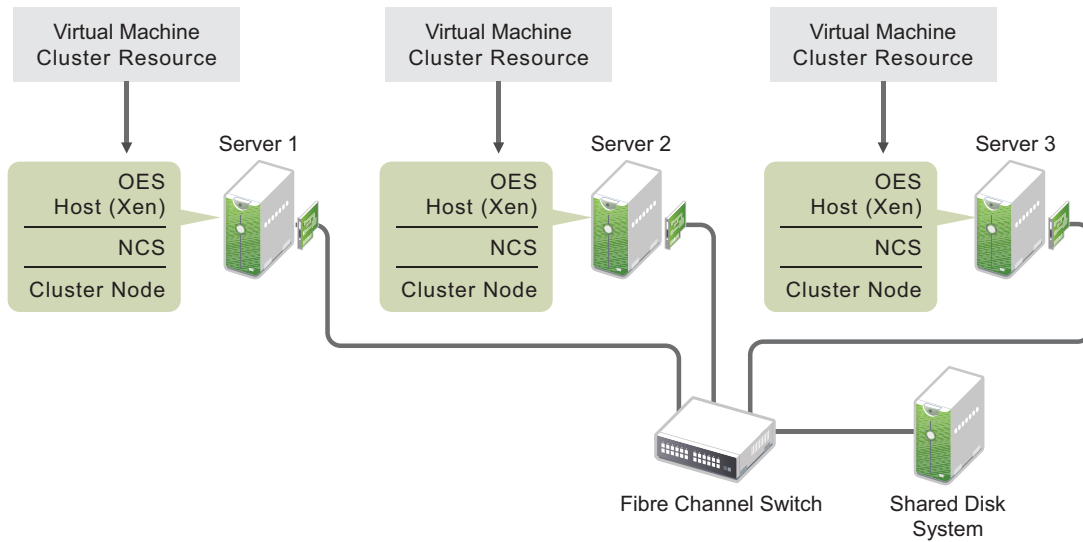 Virtual Machine
Cluster Resource
Virtual Machine
Cluster Resource
Virtual Machine
Cluster Resource
Server 1
Server 2
Server 3
OES
Host (Xen)
NCS
Cluster Node
OES
Host (Xen)
NCS
Cluster Node
OES
Host (Xen)
NCS
Cluster Node
Fibre Channel Switch
Shared Disk
System